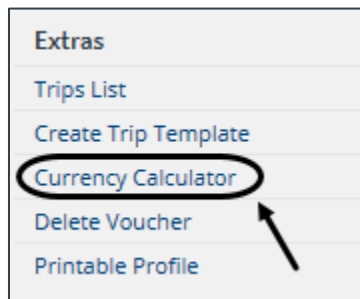 Extras
Trips List
Create Trip Template
Currency Calculator
Delete Voucher
Printable Profile